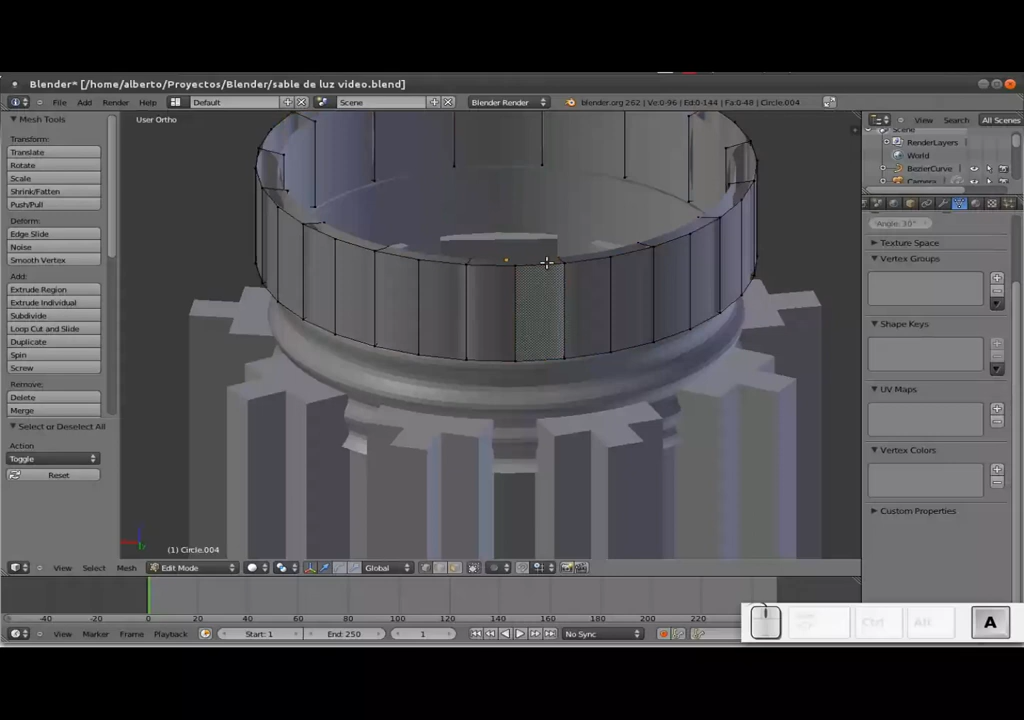 Blender* [/home/alberto/Proyectos/Blender/sable de luz video.blend]
File Add Render Help Default Scene Blender Render blender.org 262 | Ve:0-96 | Ed:0-144 | Fa:0-48 | Circle.004
View Search All Scenes
Mesh Tools
User Ortho
Scene
RenderLayers
World
BezierCurve
Camera
Transform:
Translate
Rotate
Scale
Shrink/Fatten
Push/Pull
Deform:
Edge Slide
Noise
Smooth Vertex
Add:
Extrude Region
Extrude Individual
Subdivide
Loop Cut and Slide
Duplicate
Spin
Screw
Remove:
Delete
Merge
Select or Deselect All
Action
Toggle
Reset
Angle: 30°
Texture Space
Vertex Groups
Shape Keys
UV Maps
Vertex Colors
Custom Properties
(1) Circle.004
View Select Mesh Edit Mode Global
-40 -20 0 20 40 60 80 100 120 140 160 180 200 220
View Marker Frame Playback Start: 1 End: 250 1 No Sync
Ctrl Alt A